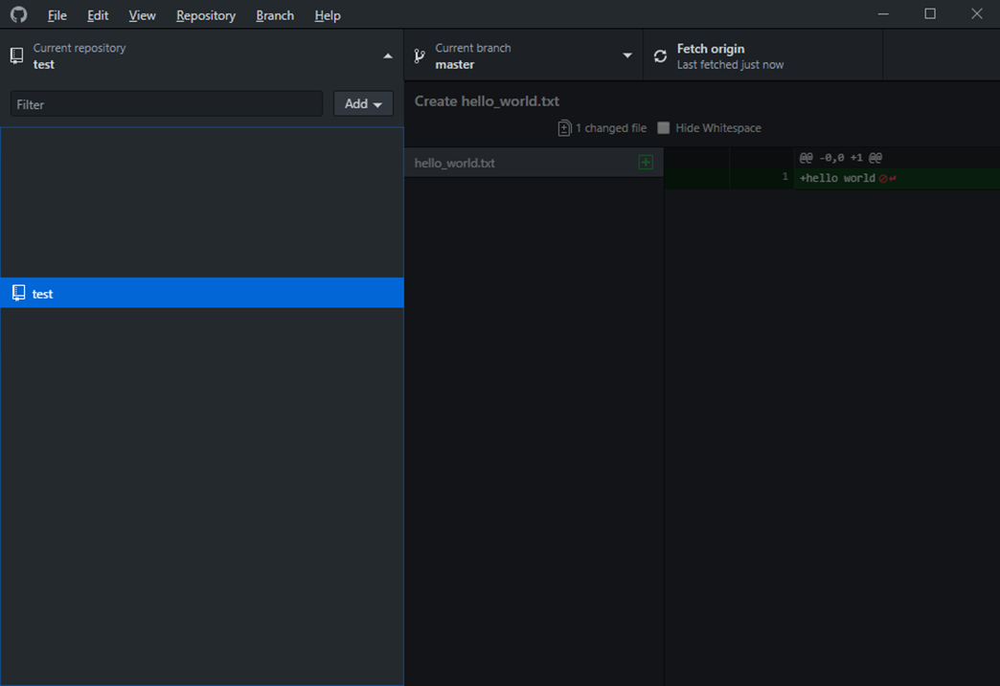 File Edit View Repository Branch Help
Current repository
test
Current branch
master
Fetch origin
Last fetched just now
Filter
Add
test
Create hello_world.txt
1 changed file
Hide Whitespace
hello_world.txt
@@ -0,0 +1 @@
1 +hello world